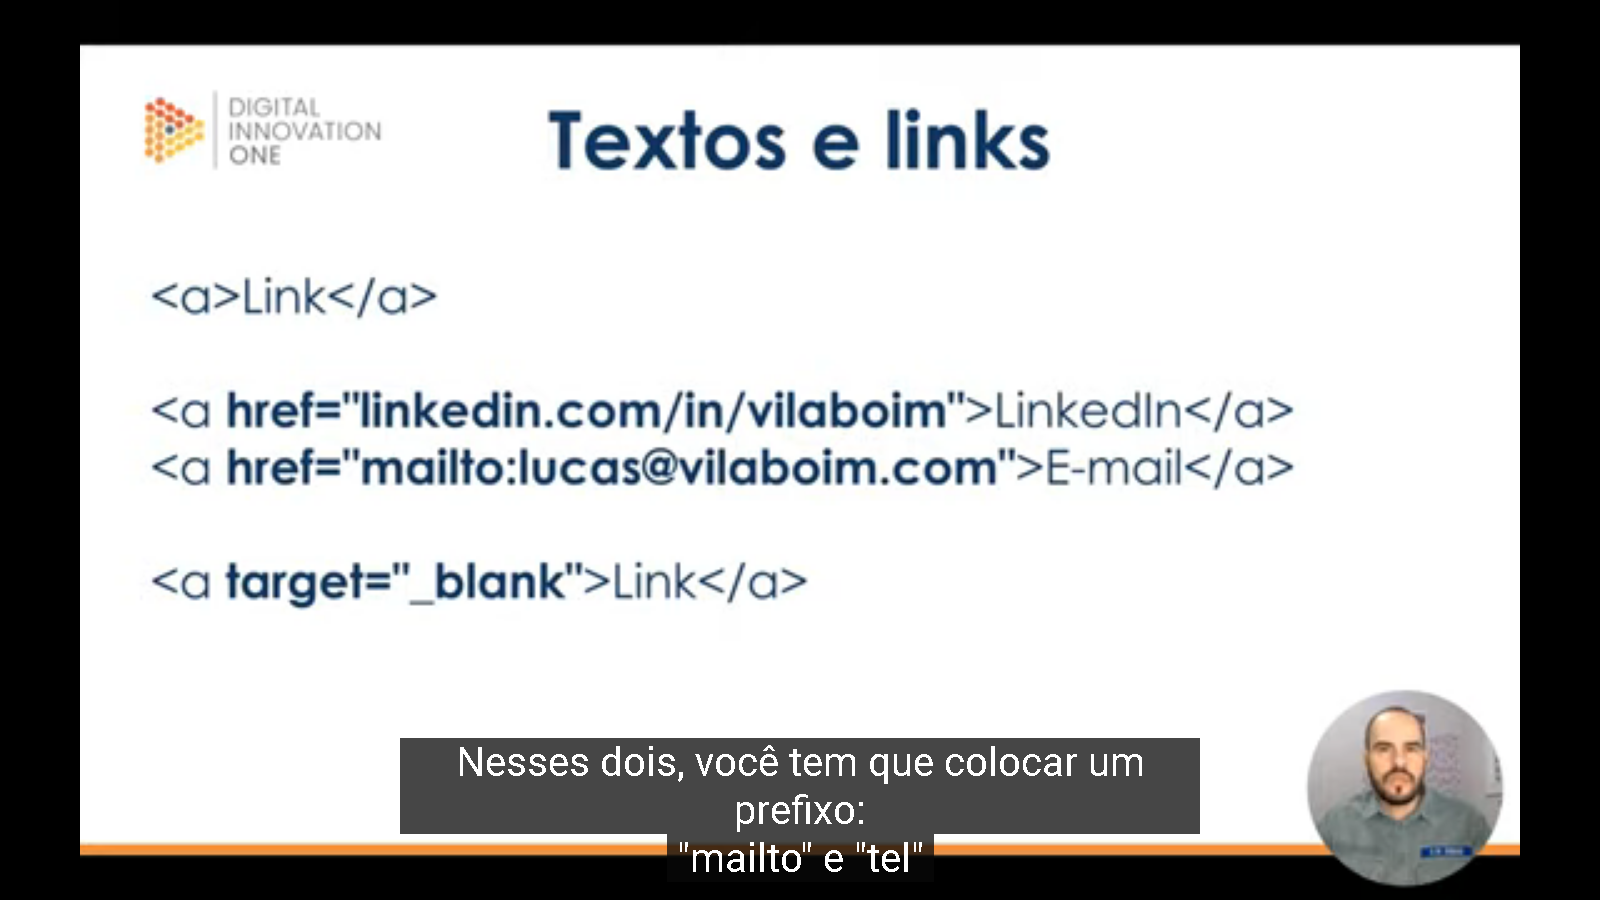 DIGITAL
INNOVATION
ONE
Textos e links
<a>Link</a>
<a href="linkedin.com/in/vilaboim">LinkedIn</a>
<a href="mailto:lucas@vilaboim.com">E-mail</a>
<a target="_blank">Link</a>
Nesses dois, você tem que colocar um
prefixo:
"mailto" e "tel"